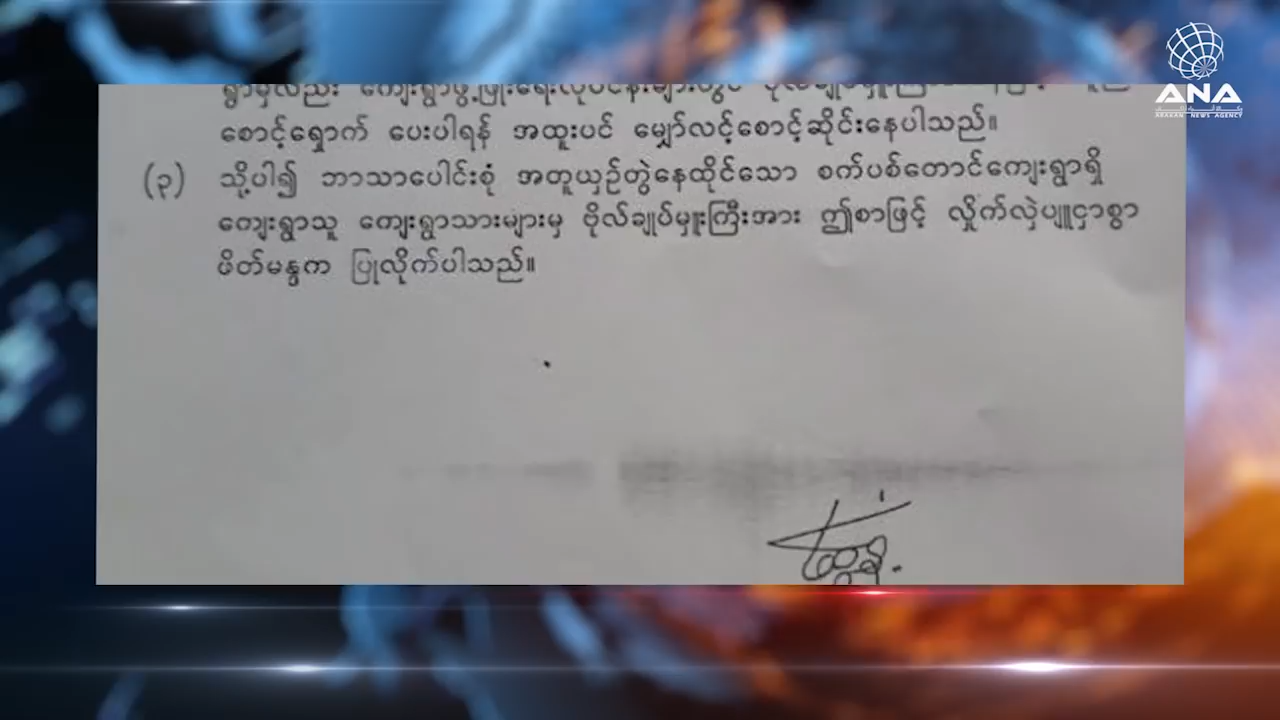 စောင့်ရှောက် ပေးပါရန် အထူးပင် မျှော်လင့်စောင့်ဆိုင်းနေပါသည်။
(၃) သို့ပါ၍ ဘာသာပေါင်းစုံ အတူယှဉ်တွဲနေထိုင်သော စက်ပစ်တောင်ကျေးရွာရှိ
ကျေးရွာသူ ကျေးရွာသားများမှ ဗိုလ်ချုပ်မှူးကြီးအား ဤစာဖြင့် လှိုက်လှဲပျူငှာစွာ
ဖိတ်မန္တက ပြုလိုက်ပါသည်။
ANA
ARAKAN NEWS AGENCY